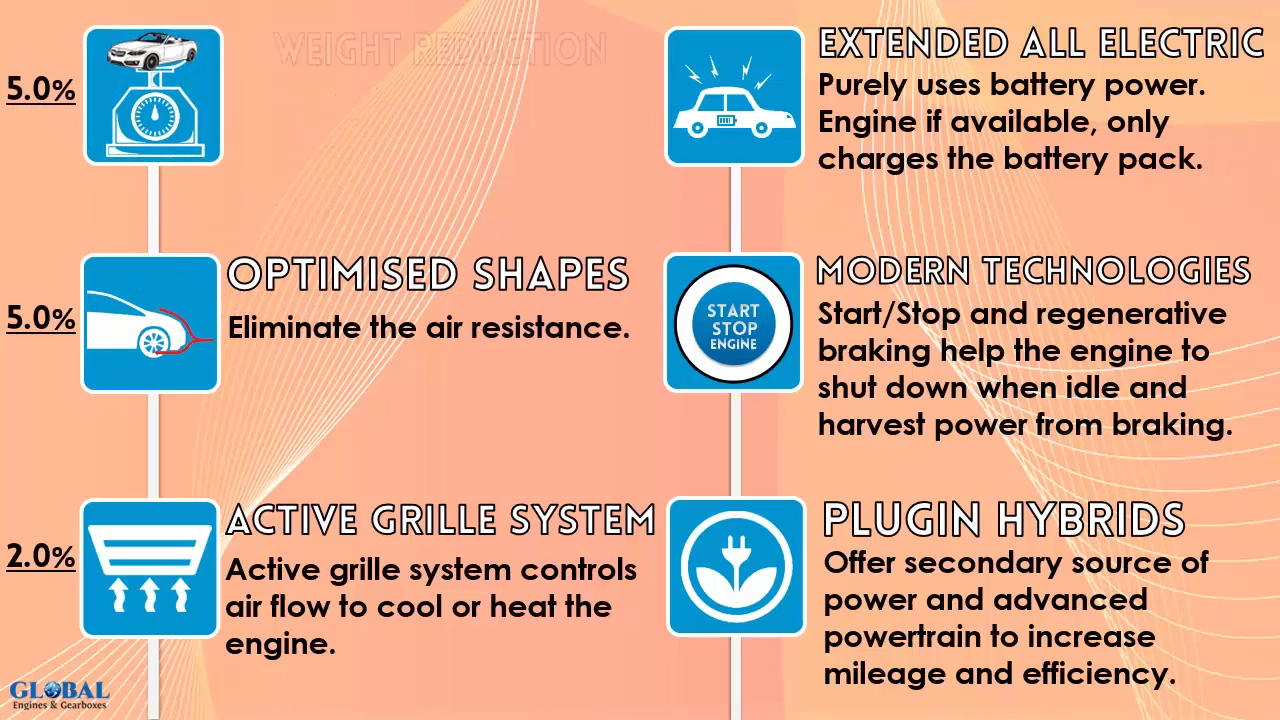 5.0%
WEIGHT REDUCTION
5.0%
OPTIMISED SHAPES
Eliminate the air resistance.
2.0%
ACTIVE GRILLE SYSTEM
Active grille system controls
air flow to cool or heat the
engine.
GLOBAL
Engines & Gearboxes
EXTENDED ALL ELECTRIC
Purely uses battery power.
Engine if available, only
charges the battery pack.
START
STOP
ENGINE
MODERN TECHNOLOGIES
Start/Stop and regenerative
braking help the engine to
shut down when idle and
harvest power from braking.
PLUGIN HYBRIDS
Offer secondary source of
power and advanced
powertrain to increase
mileage and efficiency.